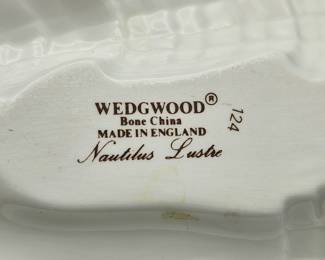 WEDGWOOD®
Bone China
MADE IN ENGLAND
Nautilus Lustre
124